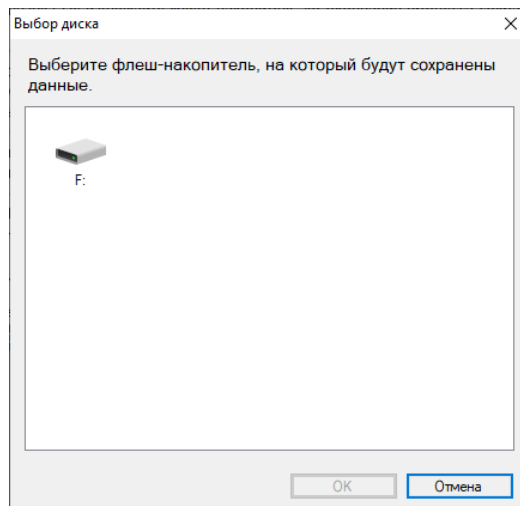 Выбор диска
Выберите флеш-накопитель, на который будут сохранены
данные.
F:
OK
Отмена